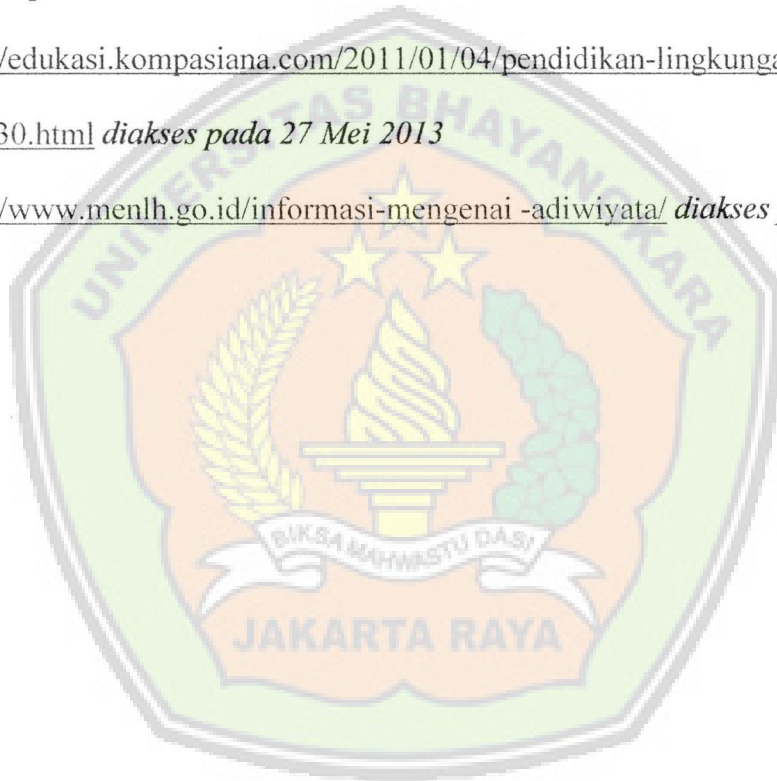 /edukasi.kompasiana.com/2011/01/04/pendidikan-lingkunga
30.html diakses pada 27 Mei 2013
/www.menlh.go.id/informasi-mengenai -adiwiyata/ diakses
UNIVERSITAS BHAYANGKARA
BIKSA MAHWASTU DASI
JAKARTA RAYA